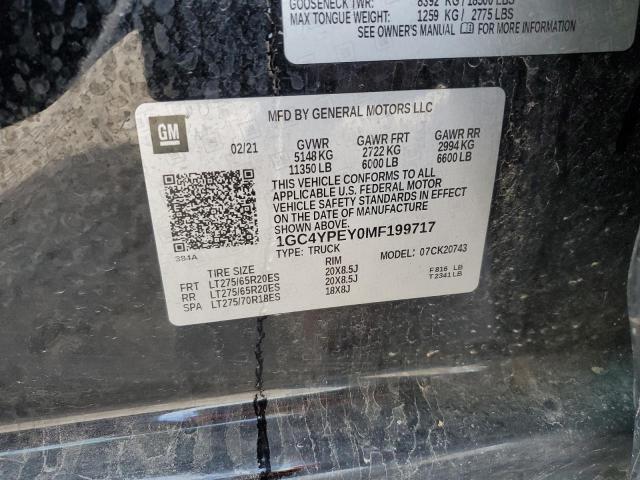 GOOSENECK TWR: 8392 KG / 18500 LBS
MAX TONGUE WEIGHT: 1259 KG / 2775 LBS
SEE OWNER'S MANUAL FOR MORE INFORMATION
GM
MFD BY GENERAL MOTORS LLC
02/21
GVWR GAWR FRT GAWR RR
5148 KG 2722 KG 2994 KG
11350 LB 6000 LB 6600 LB
THIS VEHICLE CONFORMS TO ALL
APPLICABLE U.S. FEDERAL MOTOR
VEHICLE SAFETY STANDARDS IN EFFECT
ON THE DATE OF MANUFACTURE
SHOWN ABOVE.
1GC4YPEY0MF199717
384A
TYPE: TRUCK MODEL: 07CK20743
TIRE SIZE RIM
FRT LT275/65R20ES 20X8.5J F816 LB
RR LT275/65R20ES 20X8.5J T2341LB
SPA LT275/70R18ES 18X8J